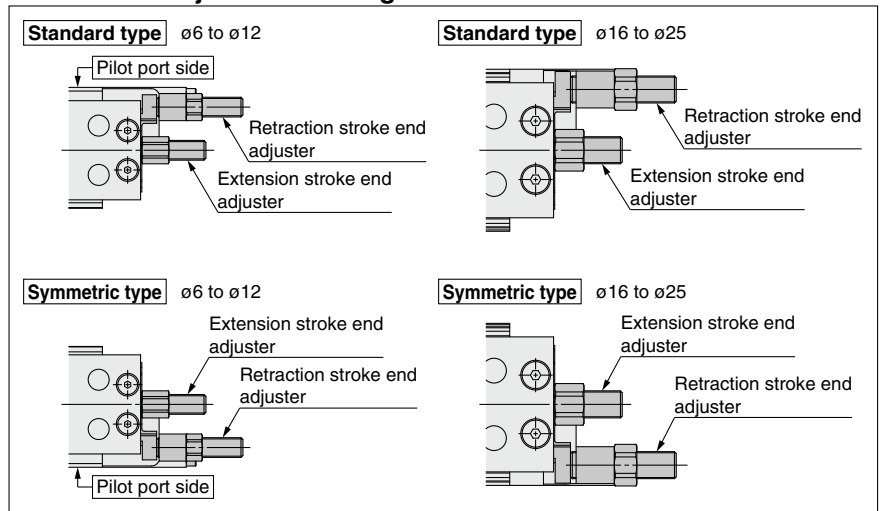 Standard type ø6 to ø12
Pilot port side
Retraction stroke end
adjuster
Extension stroke end
adjuster
Standard type ø16 to ø25
Retraction stroke end
adjuster
Extension stroke end
adjuster
Symmetric type ø6 to ø12
Extension stroke end
adjuster
Retraction stroke end
adjuster
Pilot port side
Symmetric type ø16 to ø25
Extension stroke end
adjuster
Retraction stroke end
adjuster